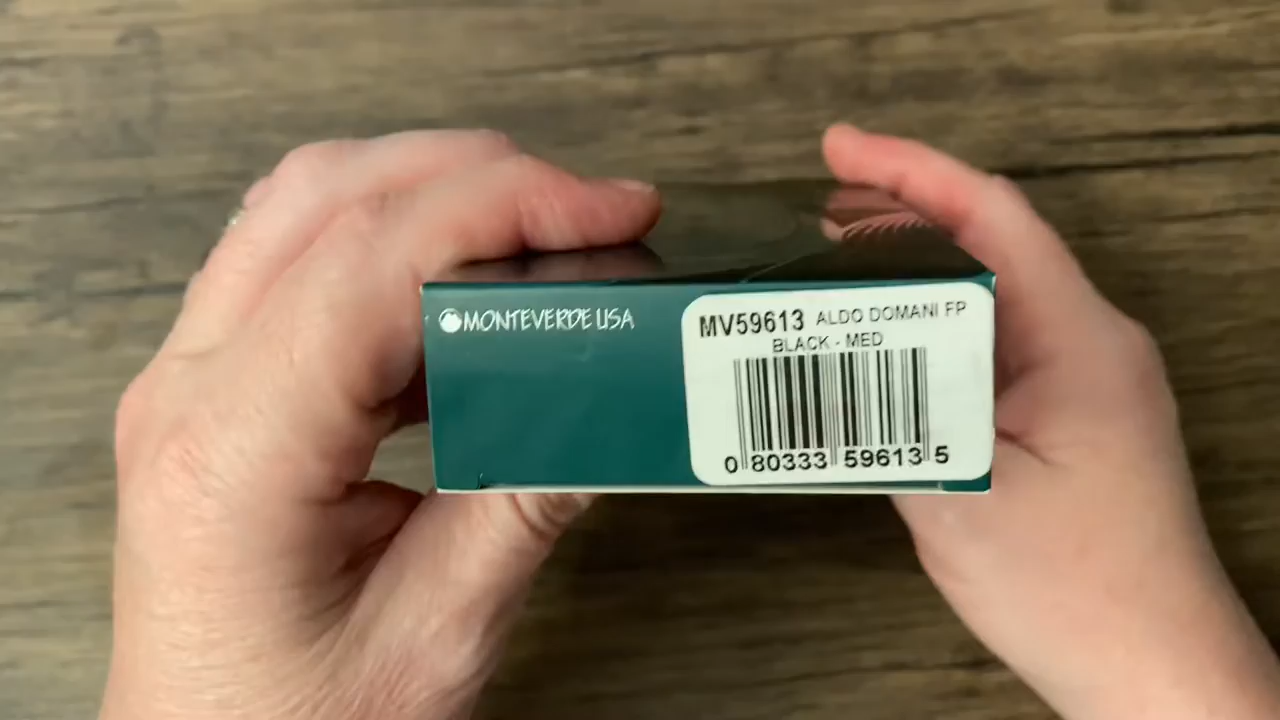 MONTEVERDE USA
MV59613 ALDO DOMANI FP
BLACK - MED
0 80333 59613 5